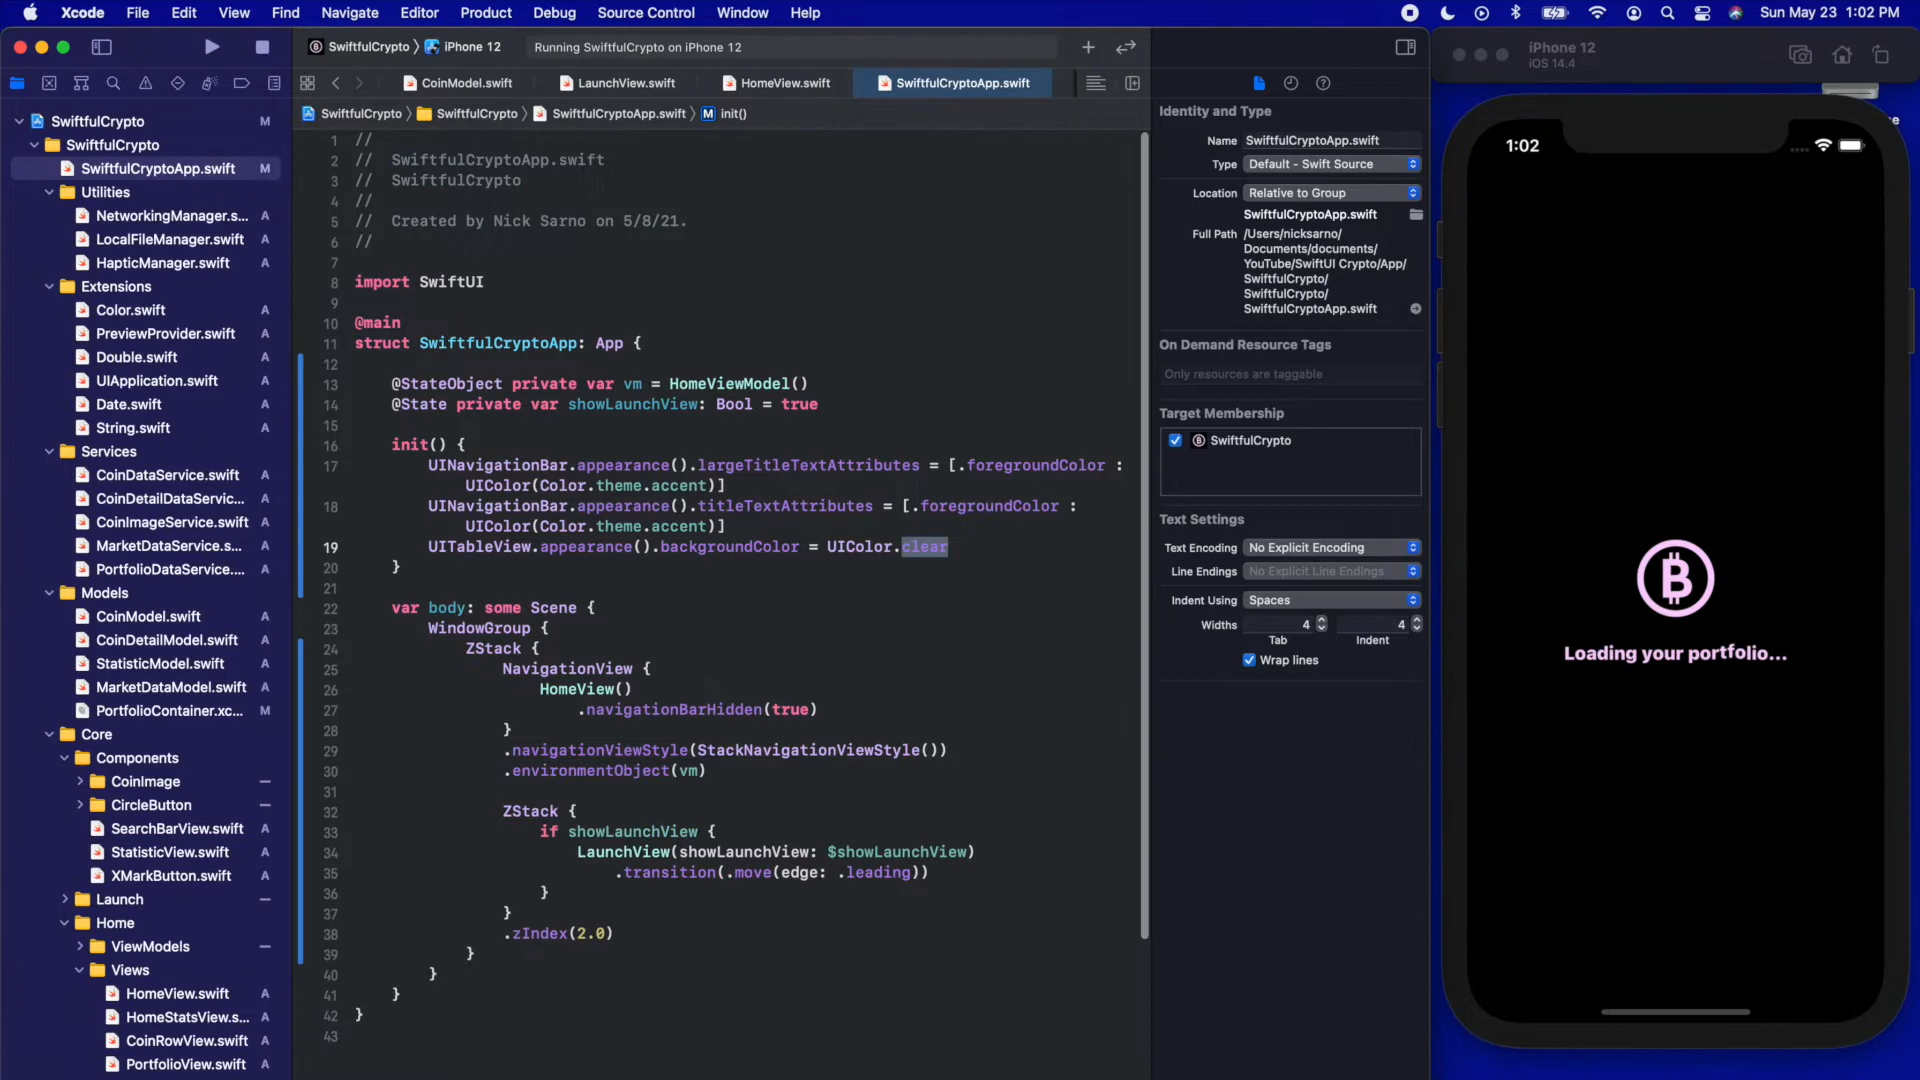 Xcode File Edit View Find Navigate Editor Product Debug Source Control Window Help
Sun May 23 1:02 PM
SwiftfulCrypto 〉 iPhone 12
Running SwiftfulCrypto on iPhone 12
CoinModel.swift LaunchView.swift HomeView.swift SwiftfulCryptoApp.swift
SwiftfulCrypto 〉 SwiftfulCrypto 〉 SwiftfulCryptoApp.swift 〉 M init()
SwiftfulCrypto M
SwiftfulCrypto
SwiftfulCryptoApp.swift M
Utilities
NetworkingManager.s... A
LocalFileManager.swift A
HapticManager.swift A
Extensions
Color.swift A
PreviewProvider.swift A
Double.swift A
UIApplication.swift A
Date.swift A
String.swift A
Services
CoinDataService.swift A
CoinDetailDataServic... A
CoinImageService.swift A
MarketDataService.s... A
PortfolioDataService.... A
Models
CoinModel.swift A
CoinDetailModel.swift A
StatisticModel.swift A
MarketDataModel.swift A
PortfolioContainer.xc... M
Core
Components
CoinImage
CircleButton
SearchBarView.swift A
StatisticView.swift A
XMarkButton.swift A
Launch
Home
ViewModels
Views
HomeView.swift A
HomeStatsView.s... A
CoinRowView.swift A
PortfolioView.swift A
1 //
2 //  SwiftfulCryptoApp.swift
3 //  SwiftfulCrypto
4 //
5 //  Created by Nick Sarno on 5/8/21.
6 //
7
8 import SwiftUI
9
10 @main
11 struct SwiftfulCryptoApp: App {
12
13     @StateObject private var vm = HomeViewModel()
14     @State private var showLaunchView: Bool = true
15
16     init() {
17         UINavigationBar.appearance().largeTitleTextAttributes = [.foregroundColor :
UIColor(Color.theme.accent)]
18         UINavigationBar.appearance().titleTextAttributes = [.foregroundColor :
UIColor(Color.theme.accent)]
19         UITableView.appearance().backgroundColor = UIColor.clear
20     }
21
22     var body: some Scene {
23         WindowGroup {
24             ZStack {
25                 NavigationView {
26                     HomeView()
27                         .navigationBarHidden(true)
28                 }
29                 .navigationViewStyle(StackNavigationViewStyle())
30                 .environmentObject(vm)
31
32                 ZStack {
33                     if showLaunchView {
34                         LaunchView(showLaunchView: $showLaunchView)
35                             .transition(.move(edge: .leading))
36                     }
37                 }
38                 .zIndex(2.0)
39             }
40         }
41     }
42 }
43
Identity and Type
Name SwiftfulCryptoApp.swift
Type Default - Swift Source
Location Relative to Group
SwiftfulCryptoApp.swift
Full Path /Users/nicksarno/
Documents/documents/
YouTube/SwiftUI Crypto/App/
SwiftfulCrypto/
SwiftfulCrypto/
SwiftfulCryptoApp.swift
On Demand Resource Tags
Only resources are taggable
Target Membership
SwiftfulCrypto
Text Settings
Text Encoding No Explicit Encoding
Line Endings No Explicit Line Endings
Indent Using Spaces
Widths 4 4
Tab Indent
Wrap lines
iPhone 12
iOS 14.4
1:02
Loading your portfolio...